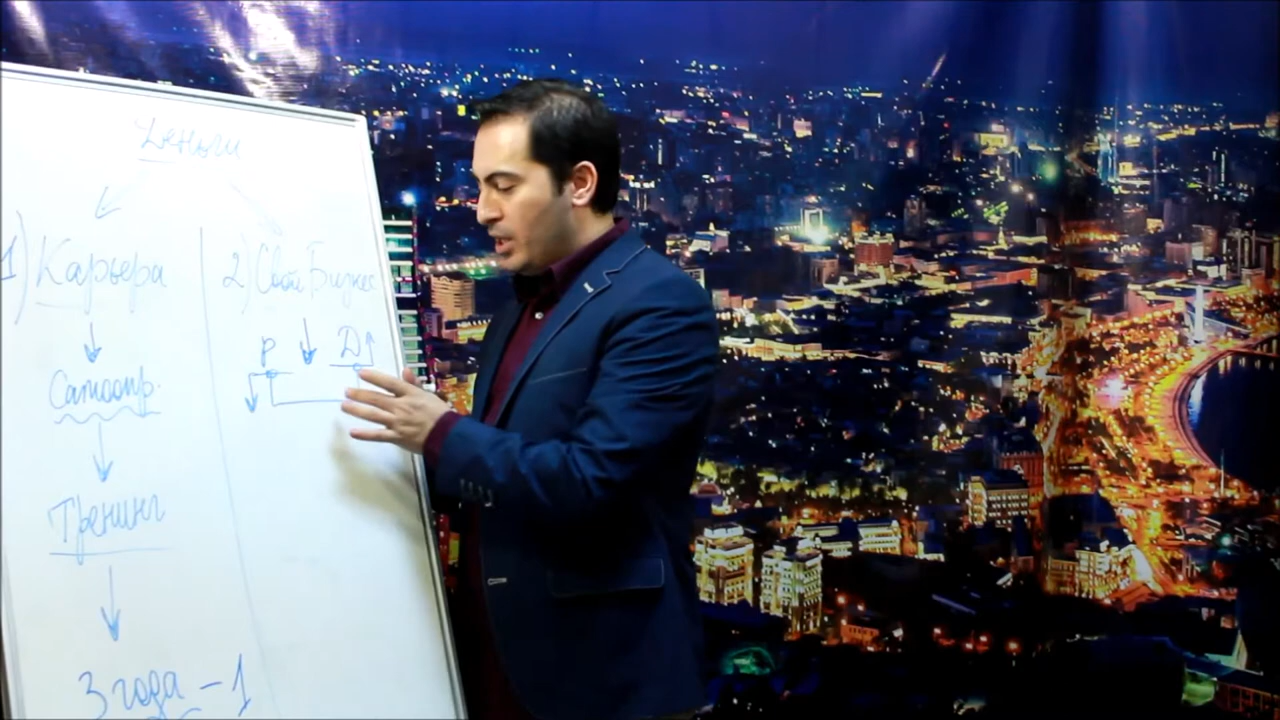 Деньги
1) Карьера
2) Свой Бизнес
Р
D
Самообр.
Тренинг
3 года - 1